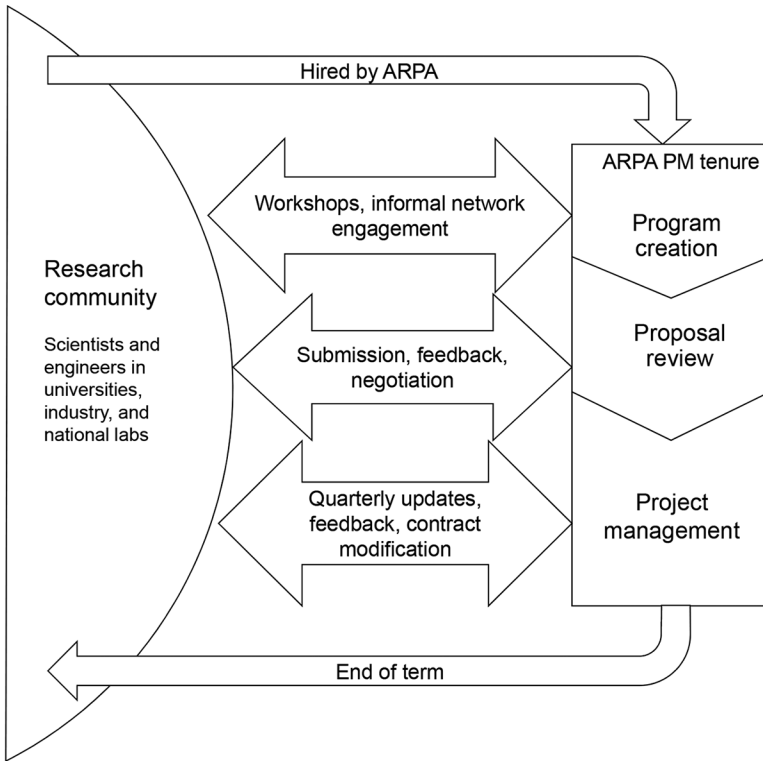 Hired by ARPA
ARPA PM tenure
Workshops, informal network
engagement
Program
creation
Research
community
Scientists and
engineers in
universities,
industry, and
national labs
Submission, feedback,
negotiation
Proposal
review
Quarterly updates,
feedback, contract
modification
Project
management
End of term